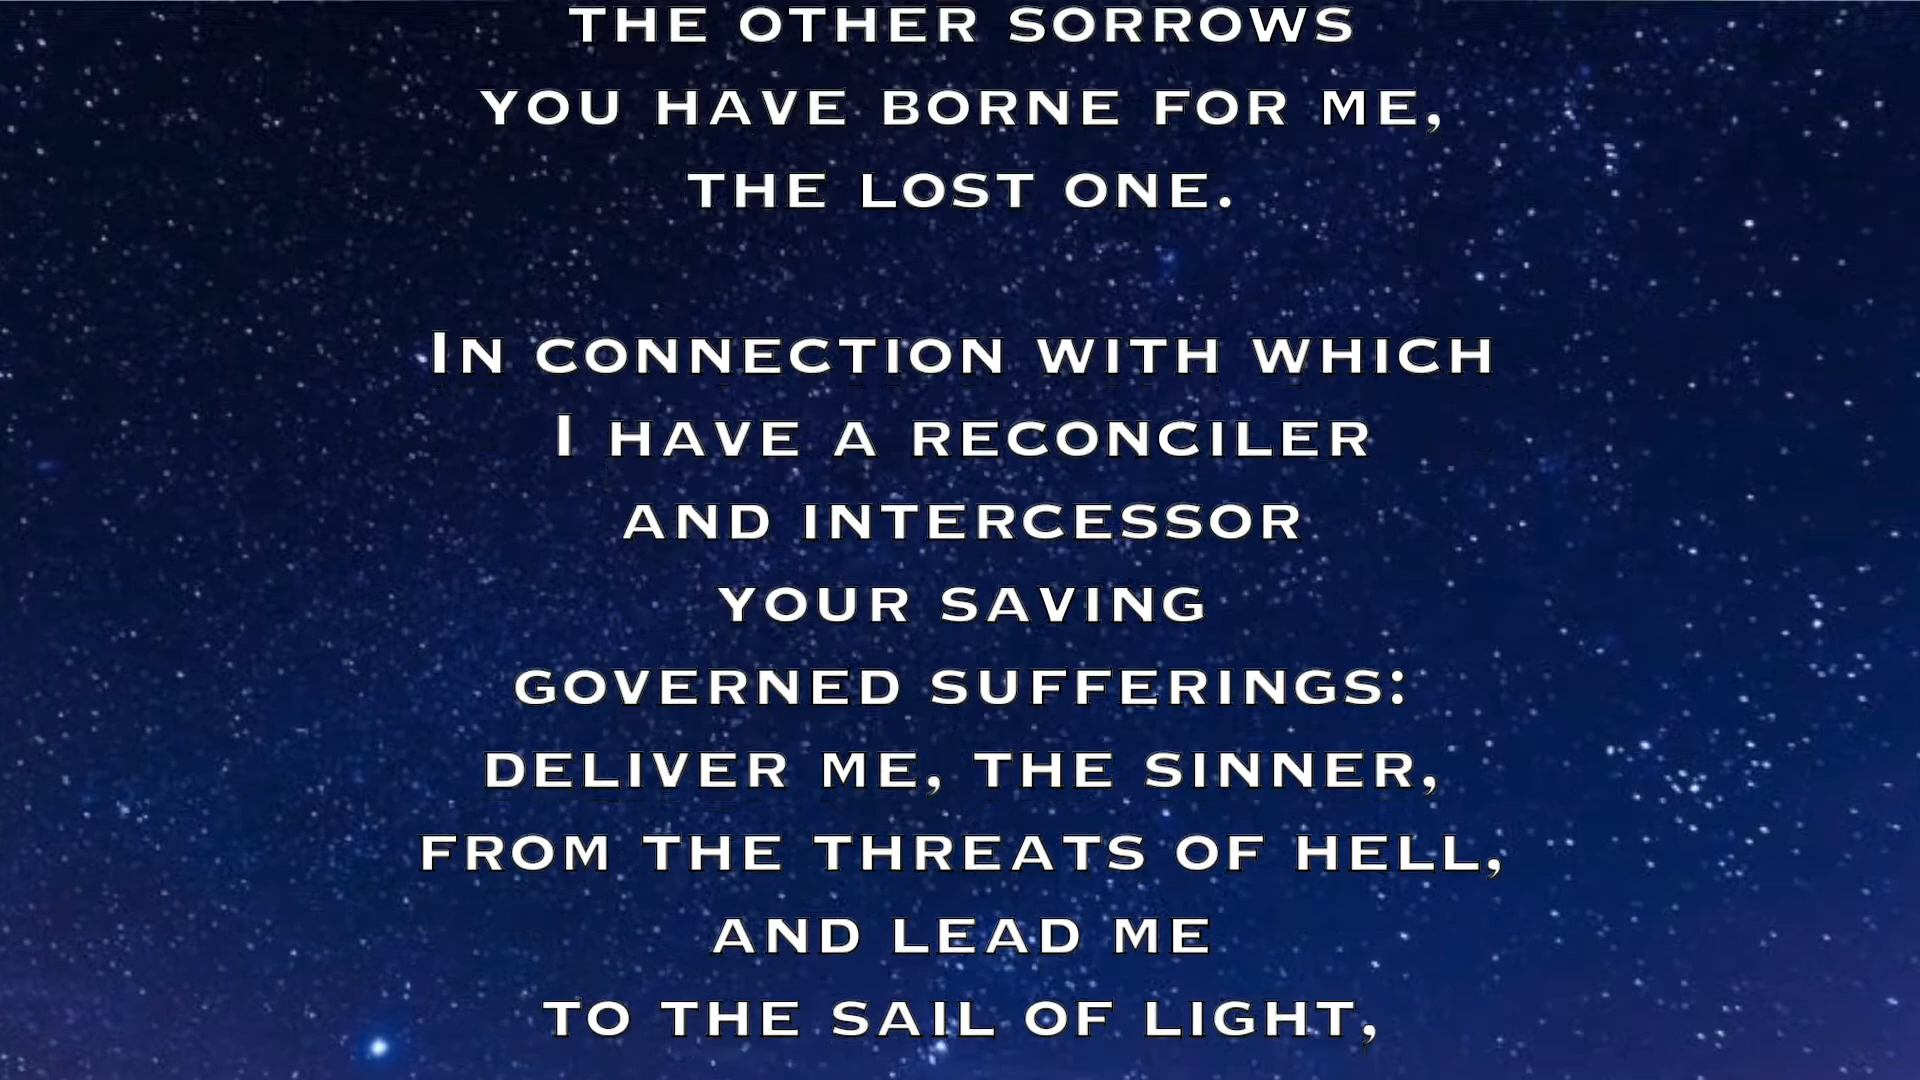 THE OTHER SORROWS
YOU HAVE BORNE FOR ME,
THE LOST ONE.
IN CONNECTION WITH WHICH
I HAVE A RECONCILER
AND INTERCESSOR
YOUR SAVING
GOVERNED SUFFERINGS:
DELIVER ME, THE SINNER,
FROM THE THREATS OF HELL,
AND LEAD ME
TO THE SAIL OF LIGHT,